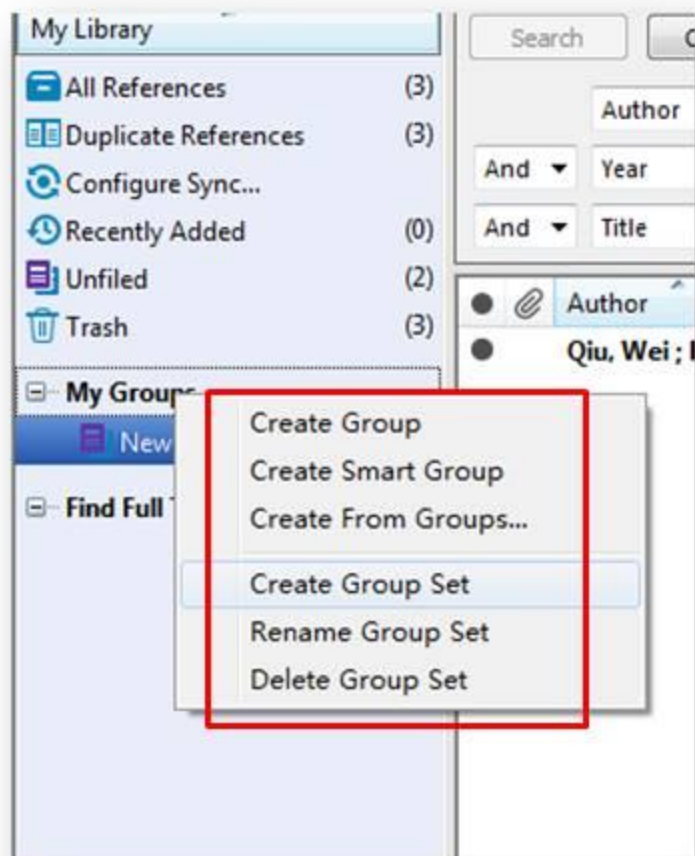 My Library
All References (3)
Duplicate References (3)
Configure Sync...
Recently Added (0)
Unfiled (2)
Trash (3)
My Groups
New
Find Full
Create Group
Create Smart Group
Create From Groups...
Create Group Set
Rename Group Set
Delete Group Set
Search
Author
And Year
And Title
Author
Qiu, Wei ;